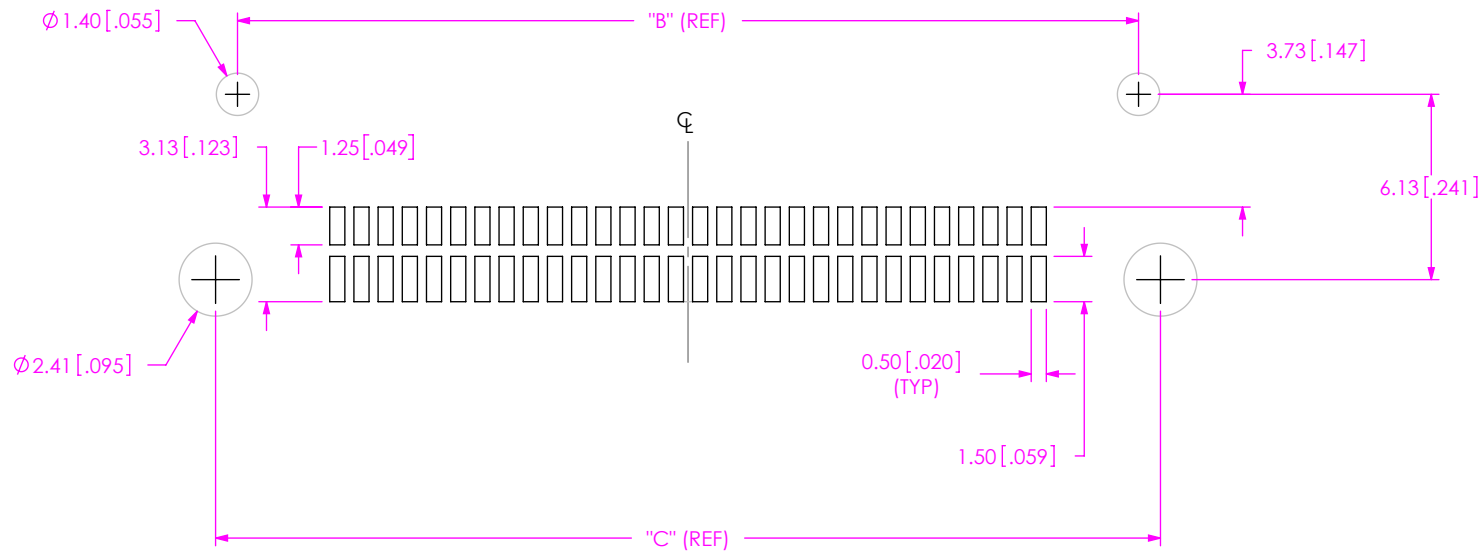 Ø1.40[.055]
"B" (REF)
3.73[.147]
℄
3.13[.123]
1.25[.049]
6.13[.241]
Ø2.41[.095]
0.50[.020]
(TYP)
1.50[.059]
"C" (REF)